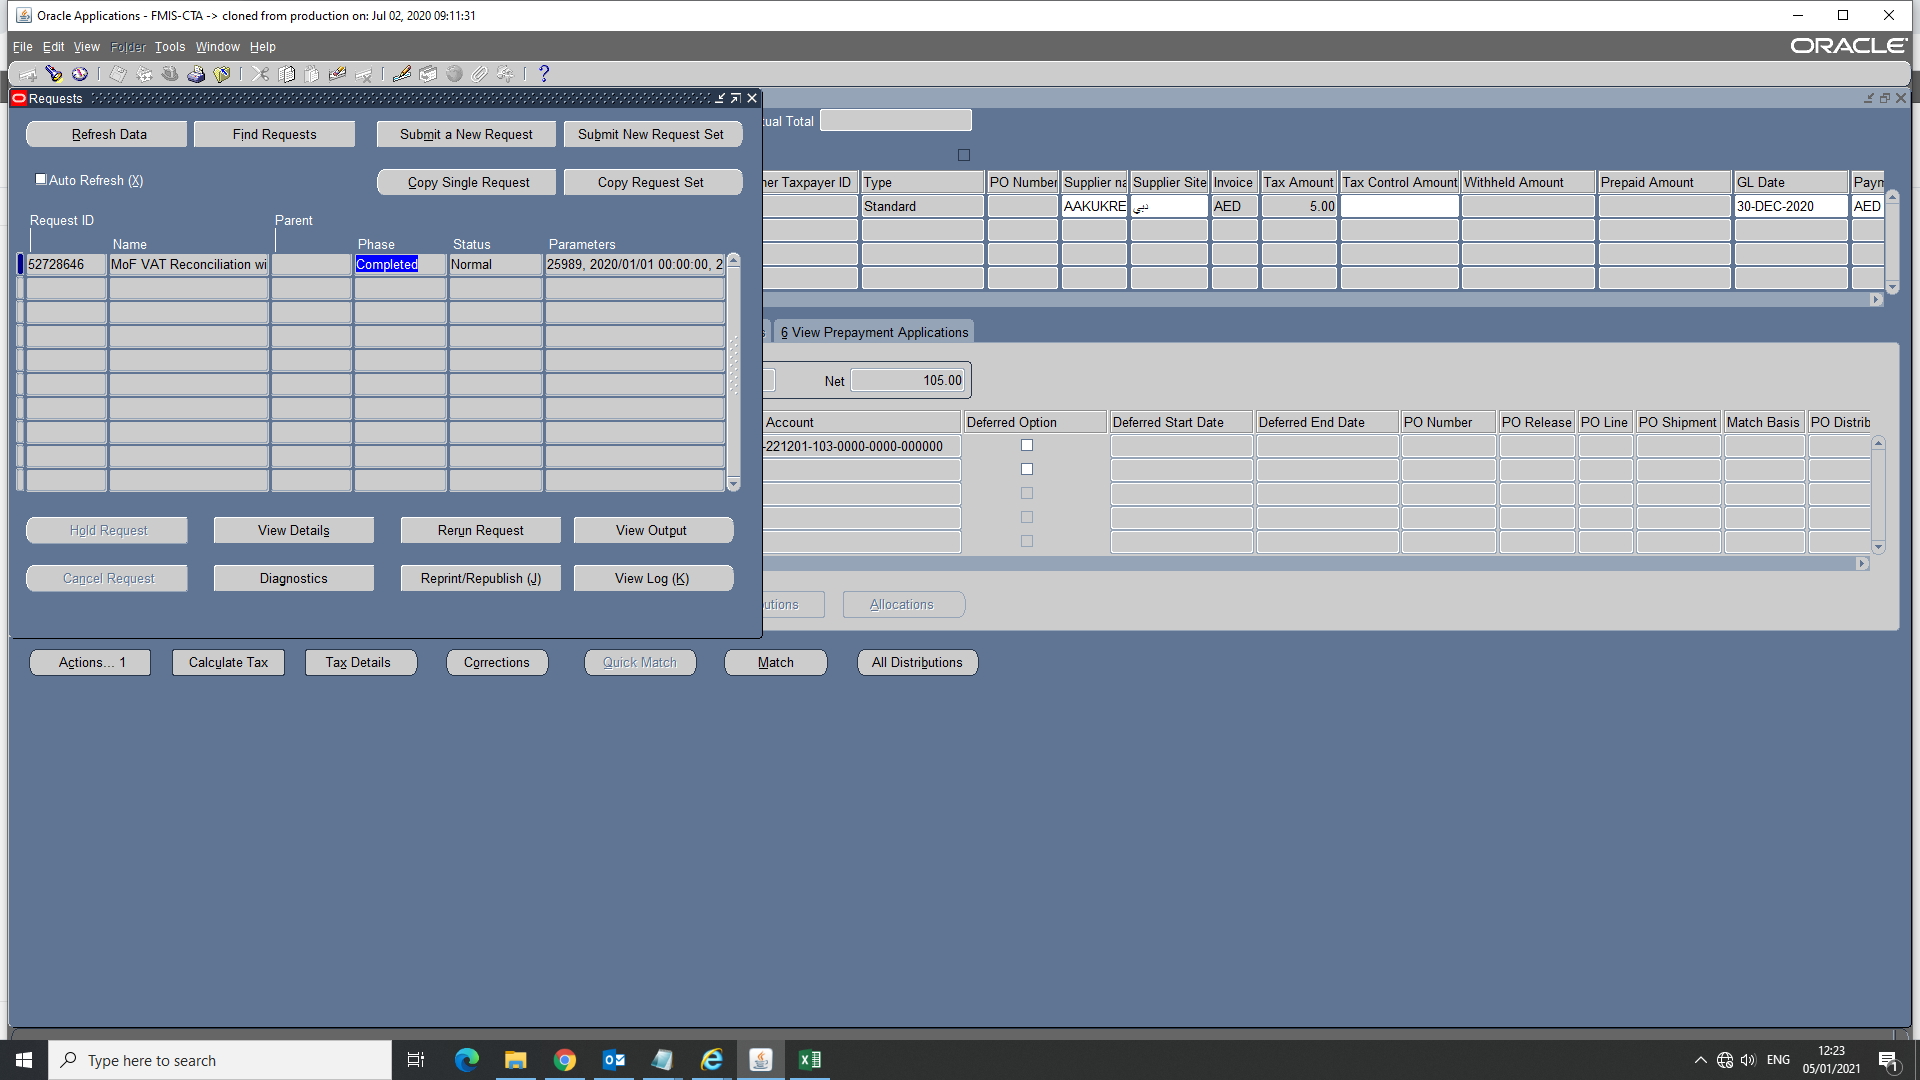 Oracle Applications - FMIS-CTA -> cloned from production on: Jul 02, 2020 09:11:31
File Edit View Folder Tools Window Help
ORACLE
Requests
Refresh Data Find Requests Submit a New Request Submit New Request Set
Auto Refresh (X)
Copy Single Request Copy Request Set
Request ID Parent
Name Phase Status Parameters
52728646 MoF VAT Reconciliation wi Completed Normal 25989, 2020/01/01 00:00:00, 2
Hold Request View Details Rerun Request View Output
Cancel Request Diagnostics Reprint/Republish (J) View Log (K)
Total
Taxpayer ID Type PO Number Supplier na Supplier Site Invoice Tax Amount Tax Control Amount Withheld Amount Prepaid Amount GL Date Paym
Standard AAKUKRE دبي AED 5.00 30-DEC-2020 AED
6 View Prepayment Applications
Net 105.00
Account Deferred Option Deferred Start Date Deferred End Date PO Number PO Release PO Line PO Shipment Match Basis PO Distrib
-221201-103-0000-0000-000000
Allocations
Actions... 1 Calculate Tax Tax Details Corrections Quick Match Match All Distributions
Type here to search
ENG
12:23
05/01/2021
1